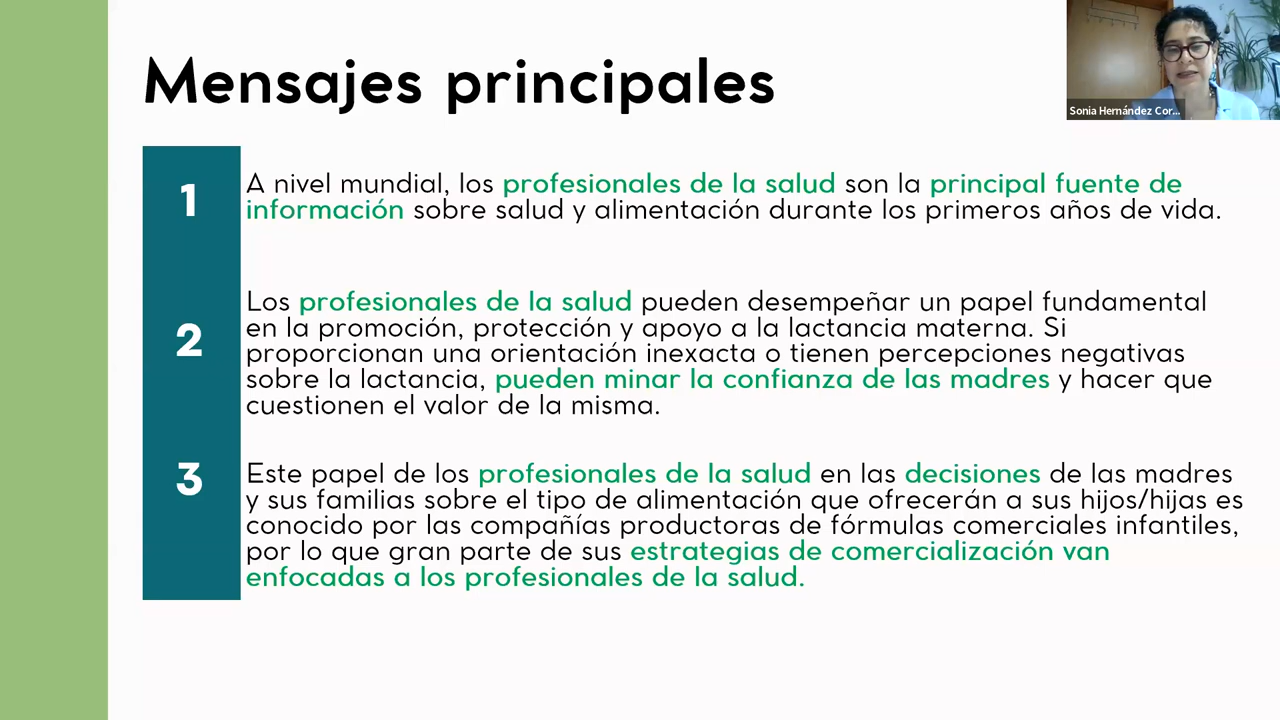 Mensajes principales
Sonia Hernández Cor...
1
A nivel mundial, los profesionales de la salud son la principal fuente de
información sobre salud y alimentación durante los primeros años de vida.
2
Los profesionales de la salud pueden desempeñar un papel fundamental
en la promoción, protección y apoyo a la lactancia materna. Si
proporcionan una orientación inexacta o tienen percepciones negativas
sobre la lactancia, pueden minar la confianza de las madres y hacer que
cuestionen el valor de la misma.
3
Este papel de los profesionales de la salud en las decisiones de las madres
y sus familias sobre el tipo de alimentación que ofrecerán a sus hijos/hijas es
conocido por las compañías productoras de fórmulas comerciales infantiles,
por lo que gran parte de sus estrategias de comercialización van
enfocadas a los profesionales de la salud.